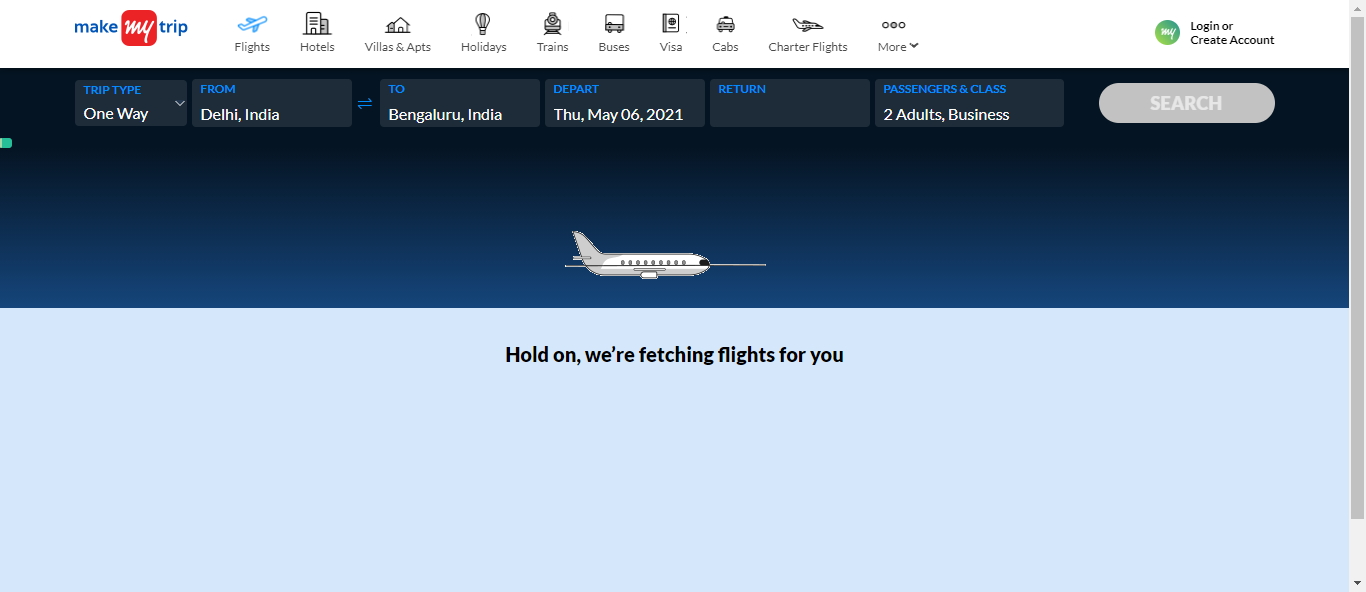 make my trip
Flights
Hotels
Villas & Apts
Holidays
Trains
Buses
Visa
Cabs
Charter Flights
More
my
Login or
Create Account
TRIP TYPE
One Way
FROM
Delhi, India
TO
Bengaluru, India
DEPART
Thu, May 06, 2021
RETURN
PASSENGERS & CLASS
2 Adults, Business
SEARCH
Hold on, we’re fetching flights for you